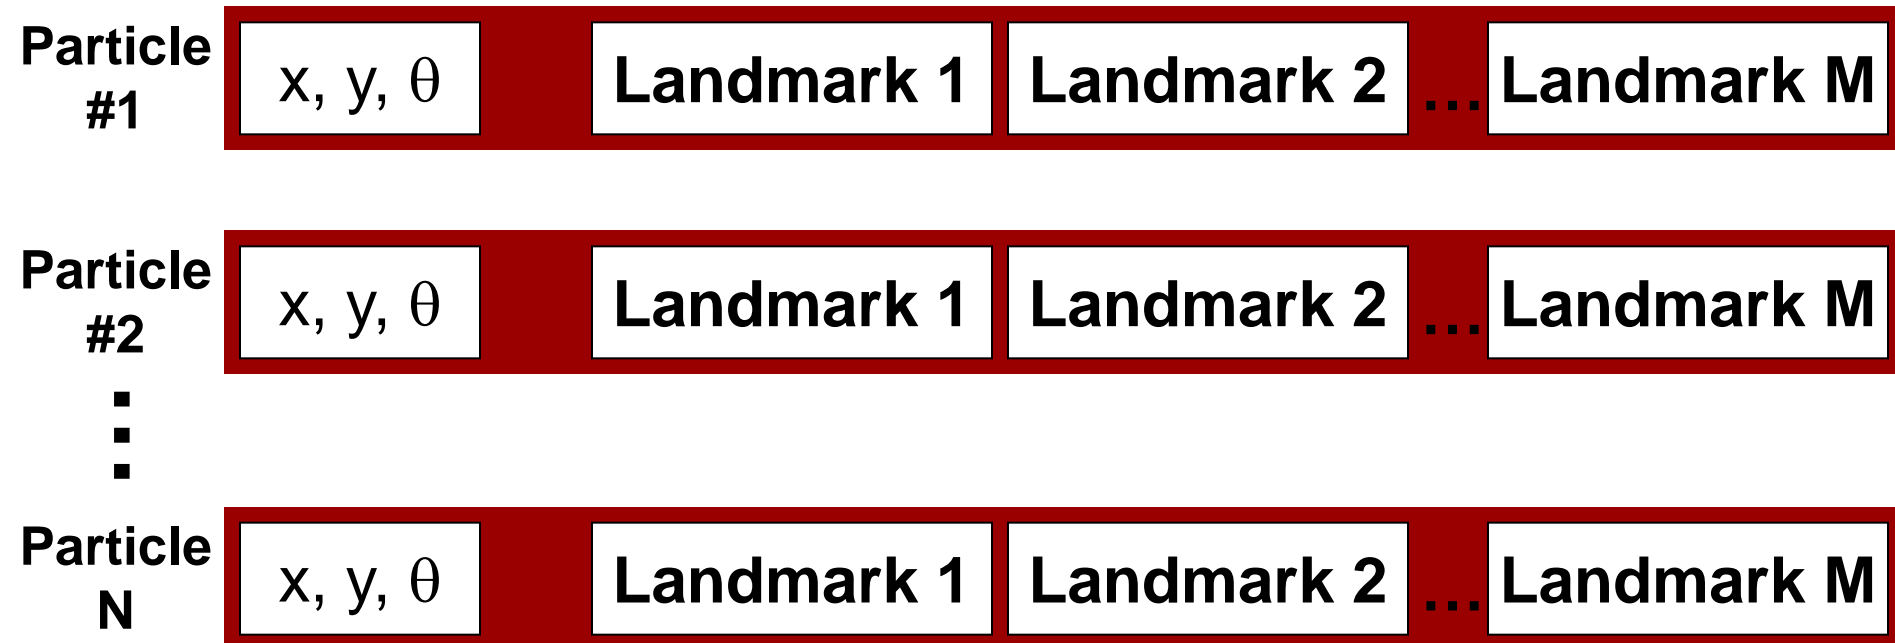 Particle #1 x, y, θ Landmark 1 Landmark 2 ... Landmark M
Particle #2 x, y, θ Landmark 1 Landmark 2 ... Landmark M
⋮
Particle N x, y, θ Landmark 1 Landmark 2 ... Landmark M